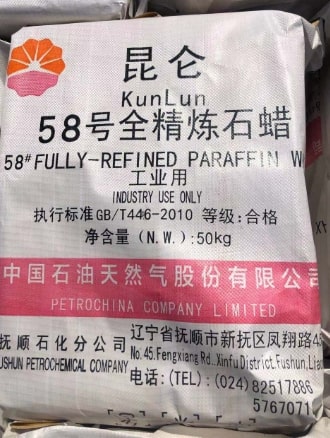 昆仑
KunLun
58号全精炼石蜡
58# FULLY-REFINED PARAFFIN W
工业用
INDUSTRY USE ONLY
执行标准GB/T446-2010 等级:合格
净含量(N.W.):50kg
中国石油天然气股份有限公司
PETROCHINA COMPANY LIMITED
抚顺石化分公司
USHUN PETROCHEMICAL COMPANY
辽宁省抚顺市新抚区凤翔路4
No.45.Fengxiang Rd.,Xinfu District.Fushun,Lian
电话:(TEL):(024)82517886
5767071